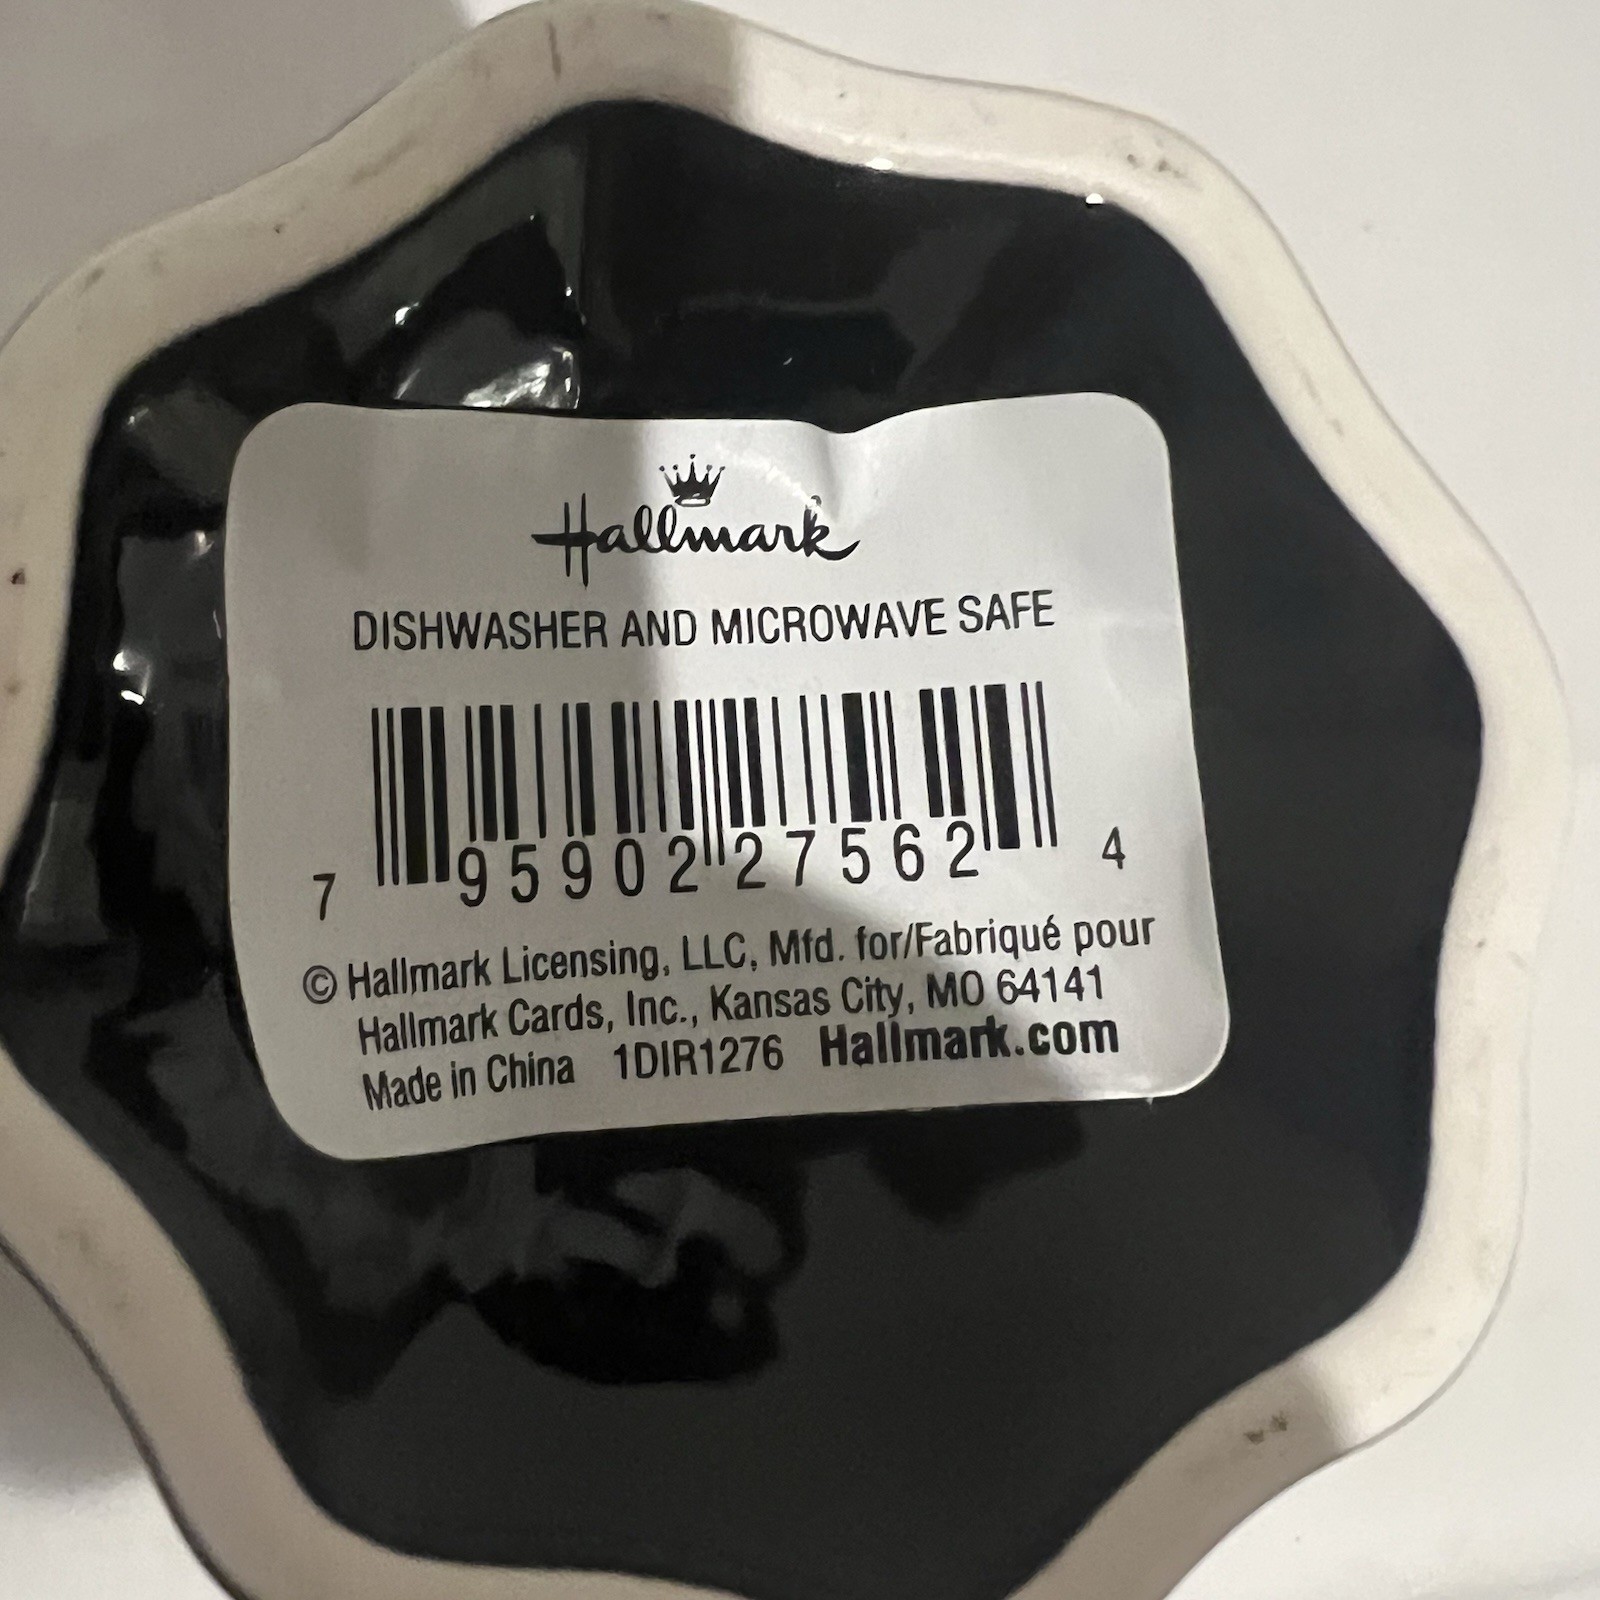 Hallmark
DISHWASHER AND MICROWAVE SAFE
7 95902 27562 4
© Hallmark Licensing, LLC, Mfd. for/Fabriqué pour
Hallmark Cards, Inc., Kansas City, MO 64141
Made in China 1DIR1276 Hallmark.com